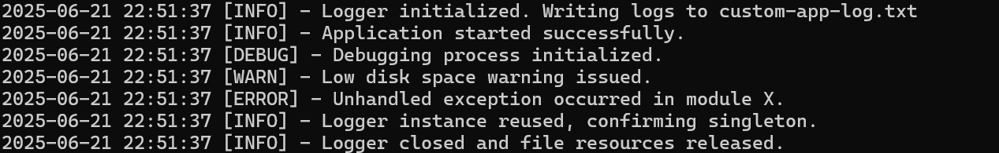 2025-06-21 22:51:37 [INFO] - Logger initialized. Writing logs to custom-app-log.txt
2025-06-21 22:51:37 [INFO] - Application started successfully.
2025-06-21 22:51:37 [DEBUG] - Debugging process initialized.
2025-06-21 22:51:37 [WARN] - Low disk space warning issued.
2025-06-21 22:51:37 [ERROR] - Unhandled exception occurred in module X.
2025-06-21 22:51:37 [INFO] - Logger instance reused, confirming singleton.
2025-06-21 22:51:37 [INFO] - Logger closed and file resources released.